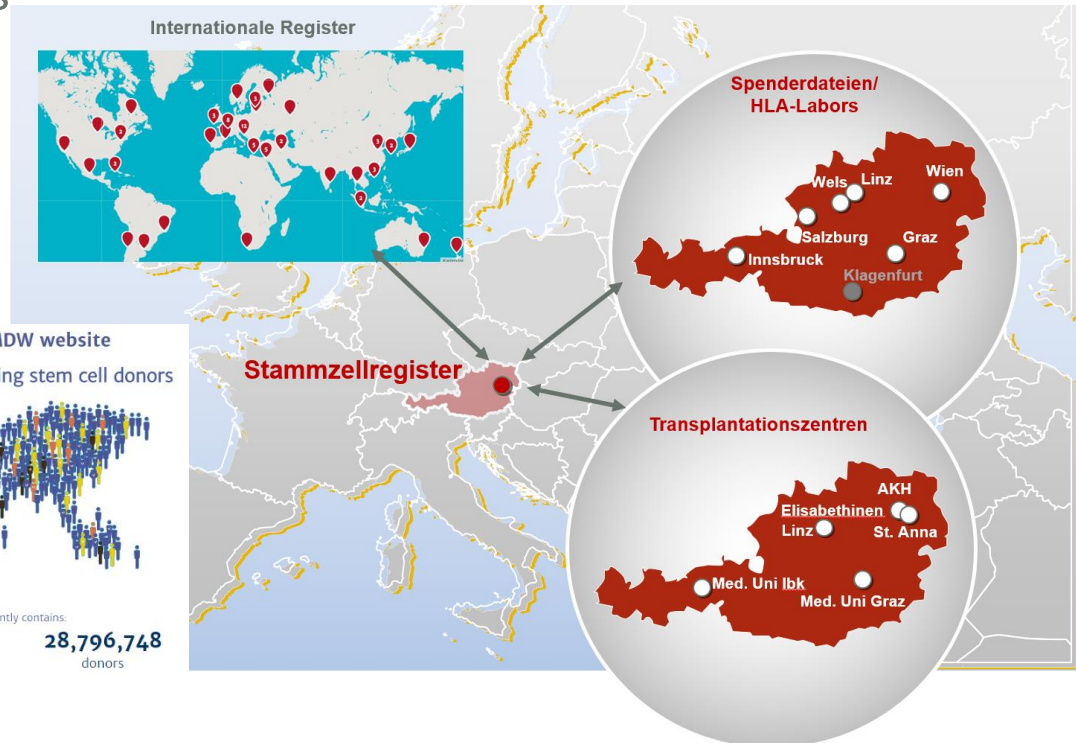 Internationale Register
Spenderdateien/
HLA-Labors
Wels
Linz
Wien
Salzburg
Graz
Innsbruck
Klagenfurt
MDW website
ing stem cell donors
Stammzellregister
Transplantationszentren
AKH
Elisabethinen
Linz
St. Anna
Med. Uni Ibk
Med. Uni Graz
ntly contains:
28,796,748
donors